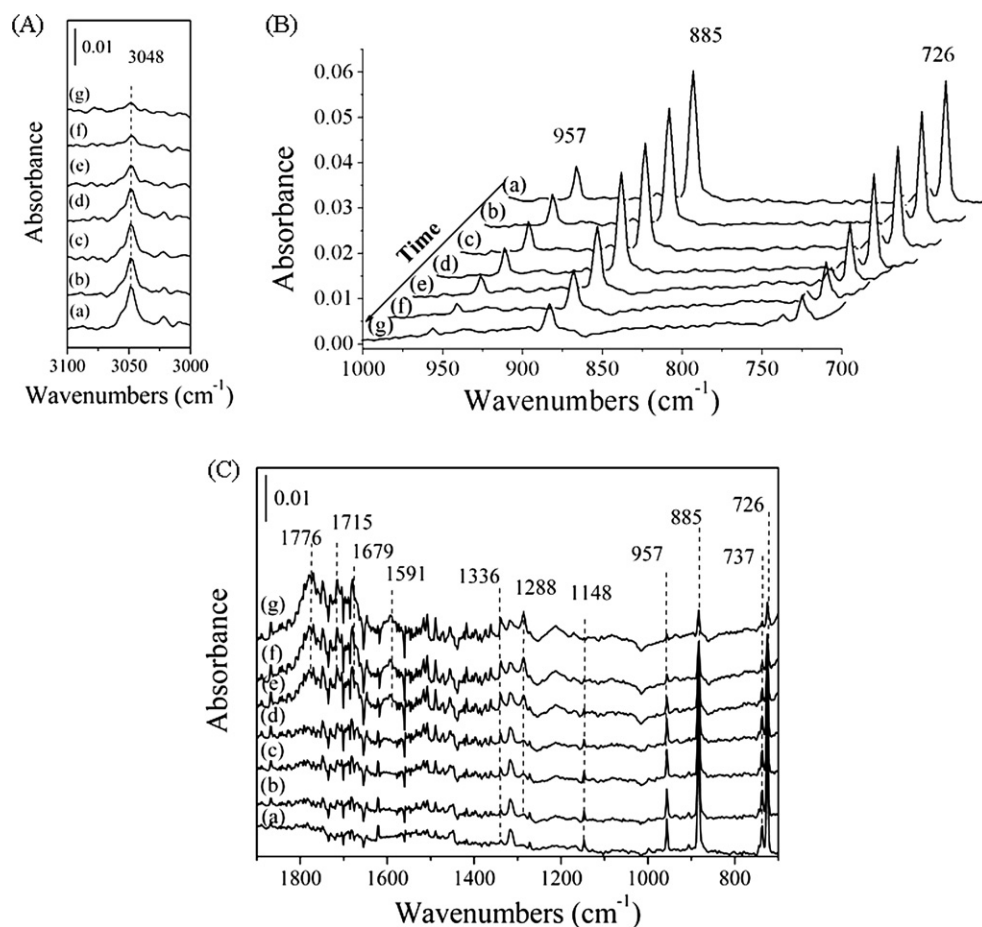 (A)
0.01
3048
(g)
(f)
(e)
(d)
(c)
(b)
(a)
3100 3050 3000
Wavenumbers (cm-1)
Absorbance
(B)
885
726
957
0.06
0.05
0.04
0.03
0.02
0.01
0.00
Absorbance
Time
(a)
(b)
(c)
(d)
(e)
(f)
(g)
1000 950 900 850 800 750 700
Wavenumbers (cm-1)
(C)
0.01
1776 1715 1679 1591 1336 1288 1148 957 885 737 726
(g)
(f)
(e)
(d)
(c)
(b)
(a)
Absorbance
1800 1600 1400 1200 1000 800
Wavenumbers (cm-1)